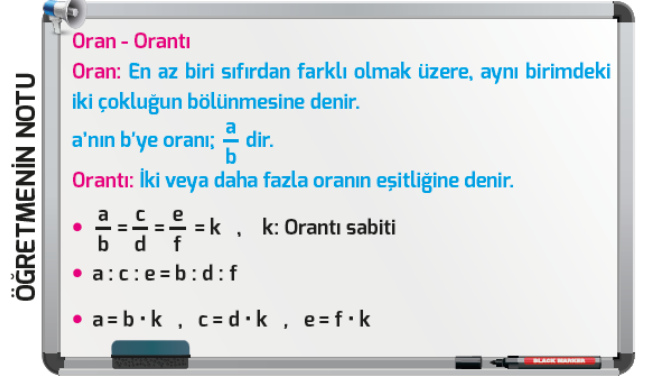 ÖĞRETMENİN NOTU
Oran - Orantı
Oran: En az biri sıfırdan farklı olmak üzere, aynı birimdeki
iki çokluğun bölünmesine denir.
a'nın b'ye oranı; a/b dir.
Orantı: İki veya daha fazla oranın eşitliğine denir.
• a/b = c/d = e/f = k , k: Orantı sabiti
• a : c : e = b : d : f
• a = b · k , c = d · k , e = f · k
BLACK MARKER